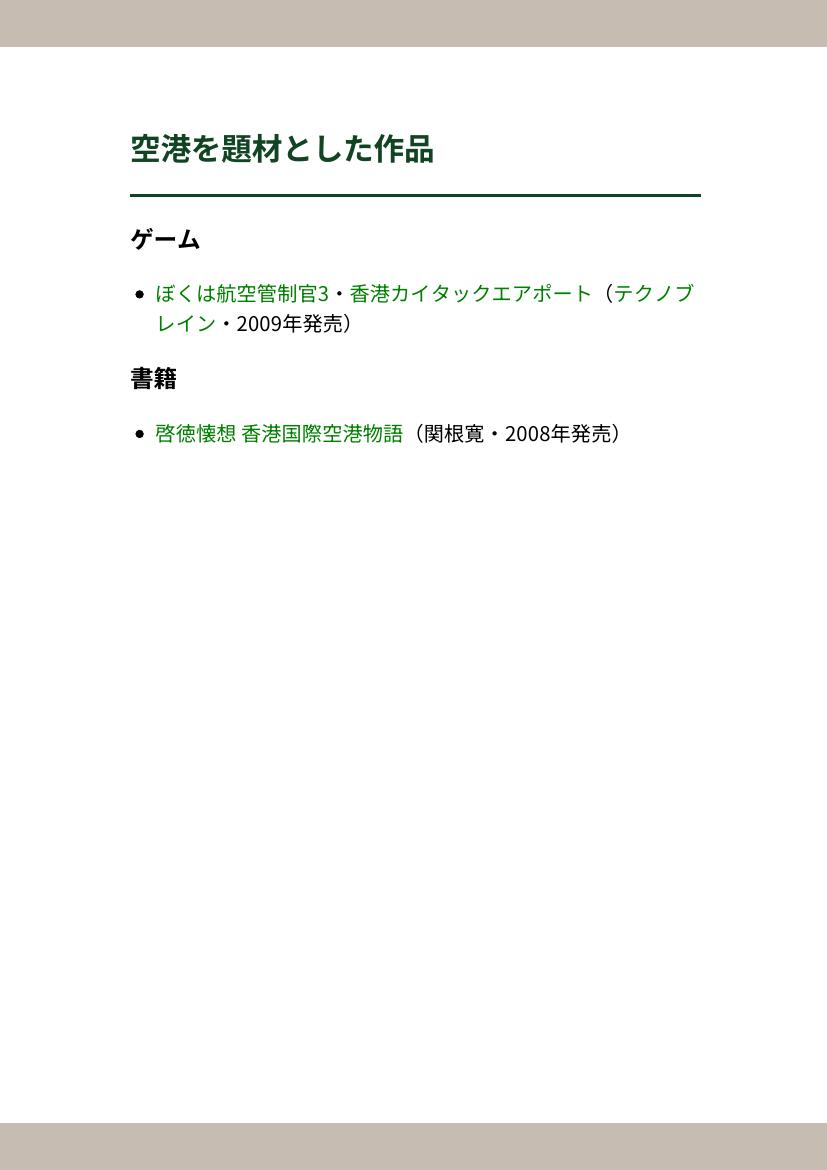 空港を題材とした作品
ゲーム
• ぼくは航空管制官3・香港カイタックエアポート（テクノブ
レイン・2009年発売）
書籍
• 啓徳懐想 香港国際空港物語（関根寛・2008年発売）